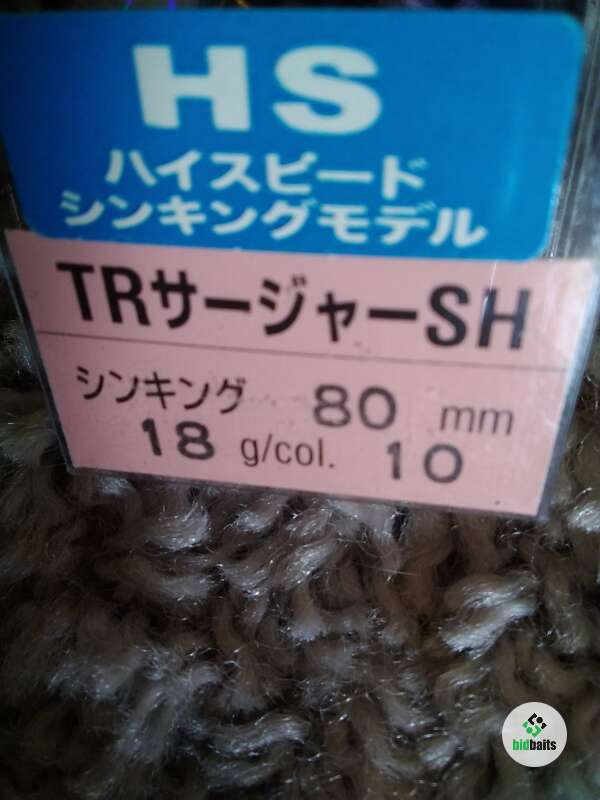 HS
ハイスピード
シンキングモデル
TRサージャーSH
シンキング 80 mm
18 g/col. 10
bidbaits